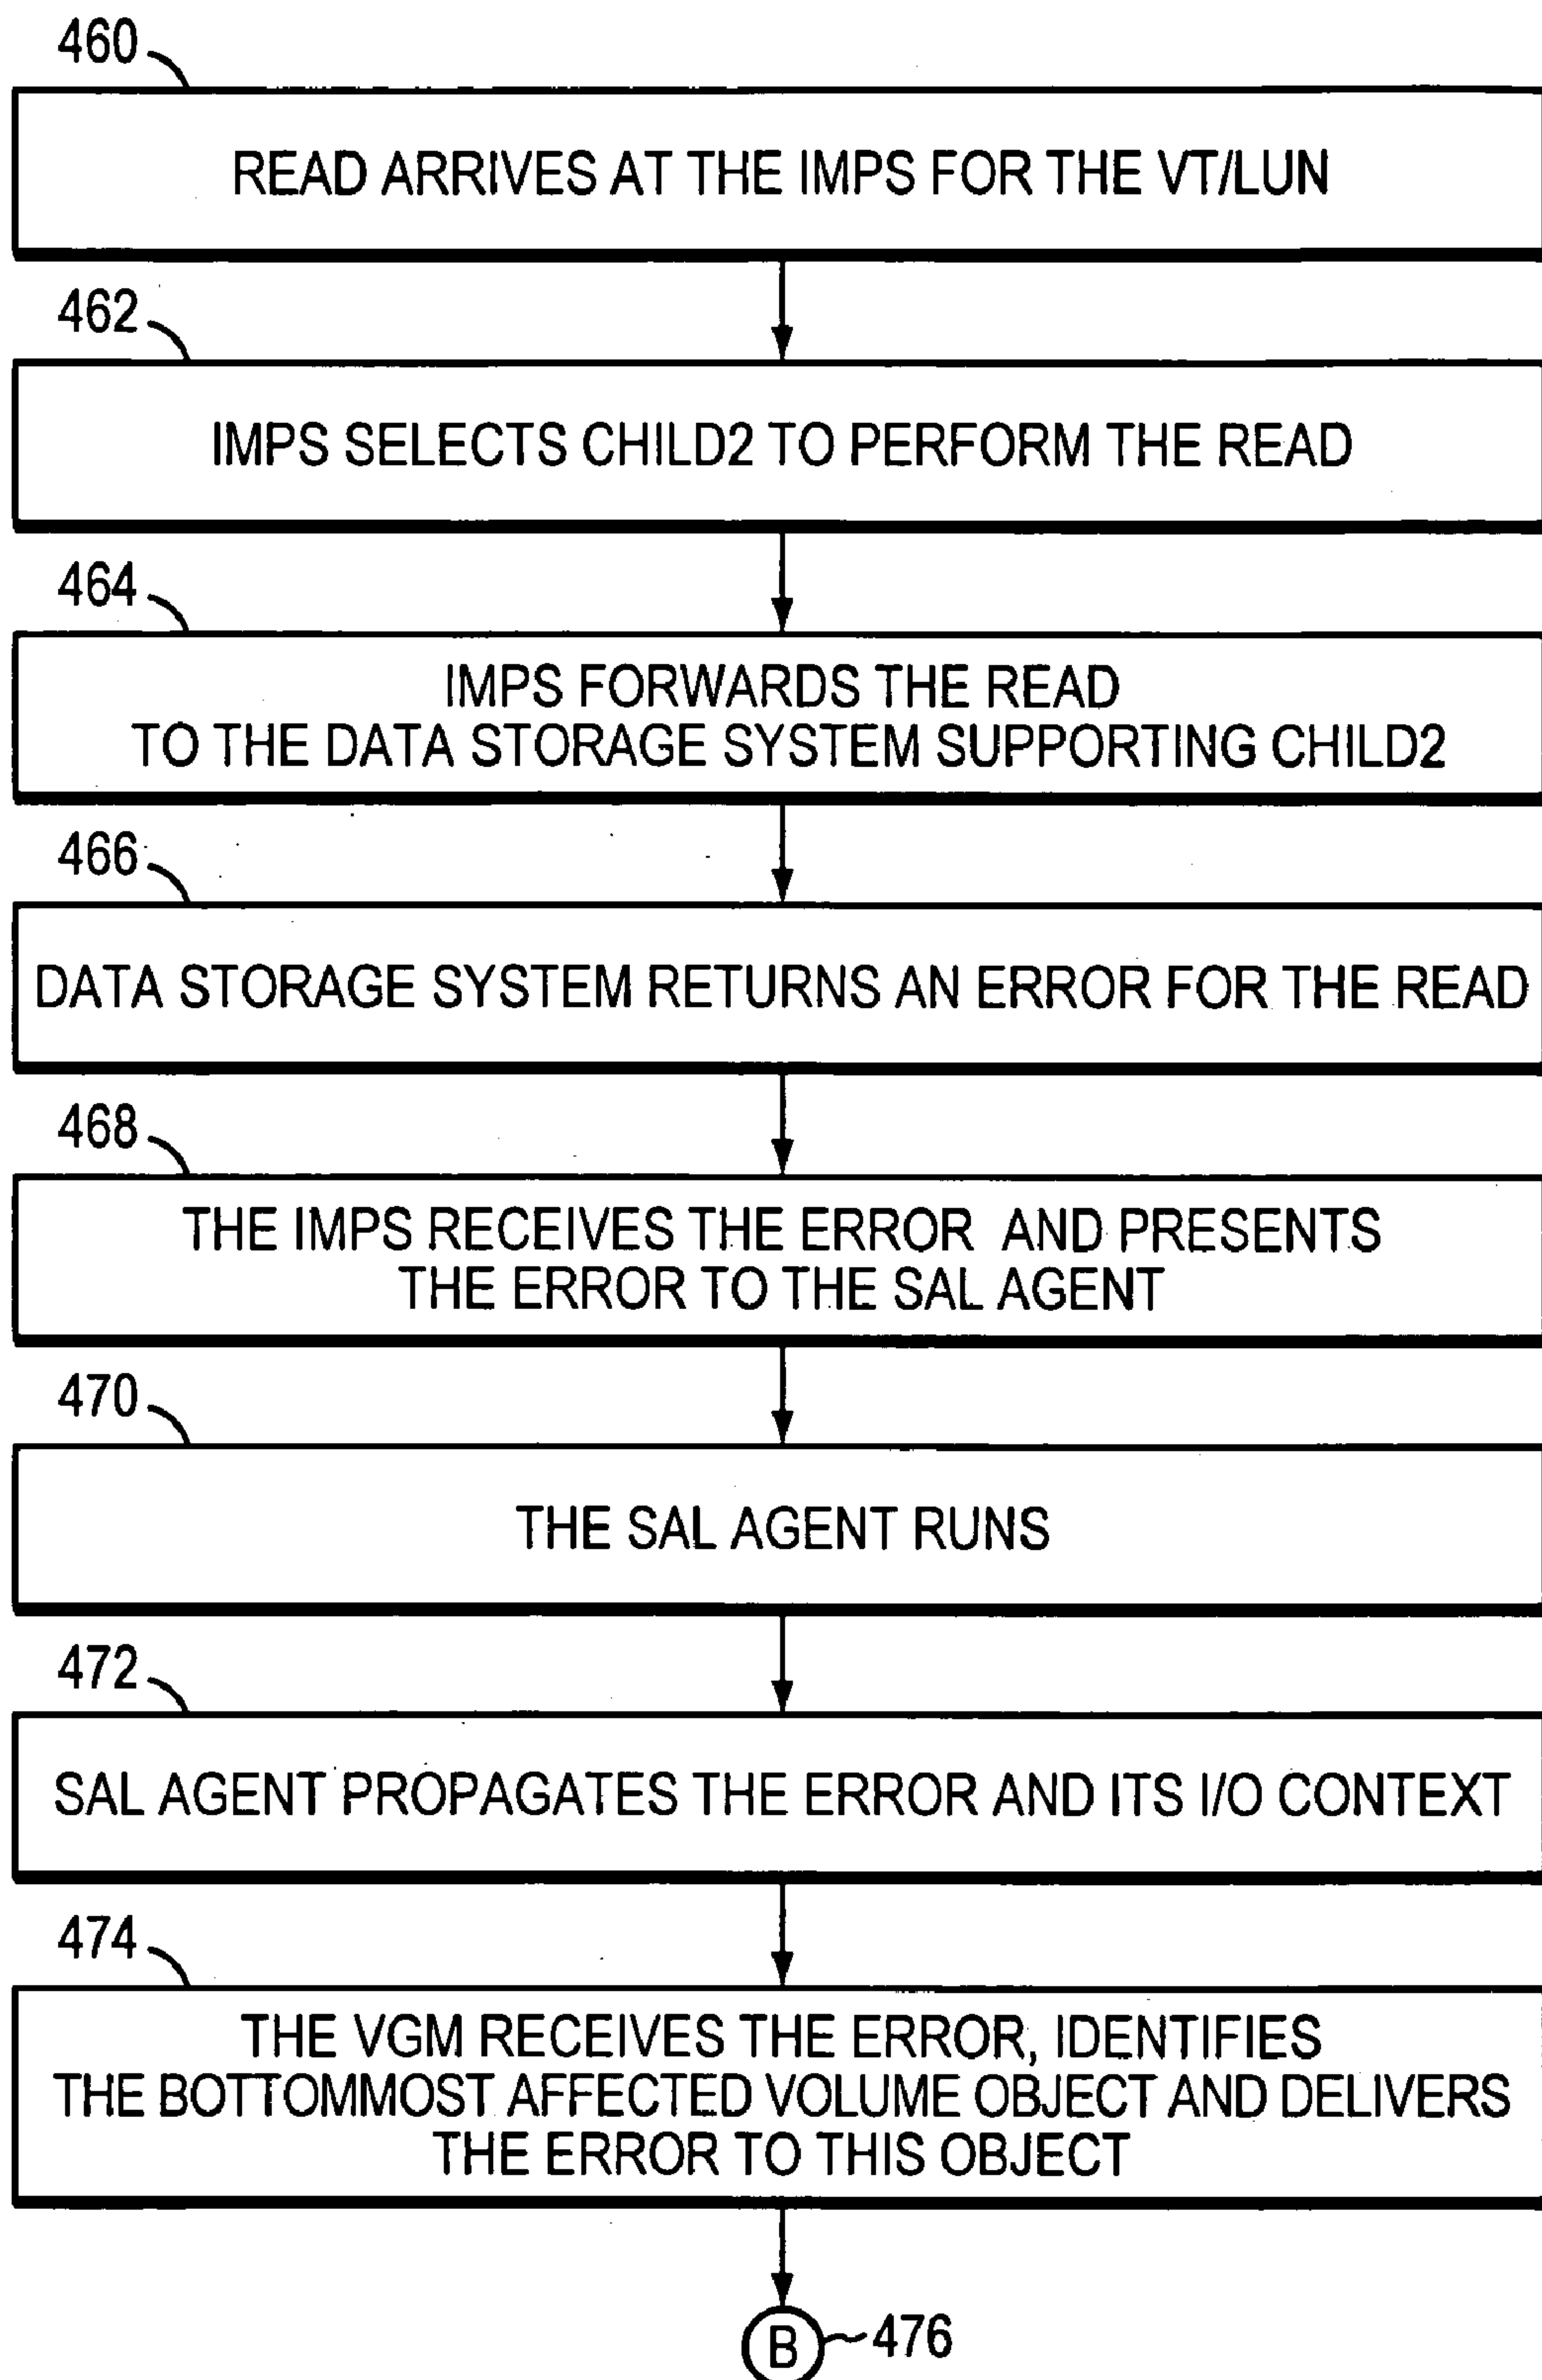 460
READ ARRIVES AT THE IMPS FOR THE VT/LUN
462
IMPS SELECTS CHILD2 TO PERFORM THE READ
464
IMPS FORWARDS THE READ
TO THE DATA STORAGE SYSTEM SUPPORTING CHILD2
466
DATA STORAGE SYSTEM RETURNS AN ERROR FOR THE READ
468
THE IMPS RECEIVES THE ERROR AND PRESENTS
THE ERROR TO THE SAL AGENT
470
THE SAL AGENT RUNS
472
SAL AGENT PROPAGATES THE ERROR AND ITS I/O CONTEXT
474
THE VGM RECEIVES THE ERROR, IDENTIFIES
THE BOTTOMMOST AFFECTED VOLUME OBJECT AND DELIVERS
THE ERROR TO THIS OBJECT
B 476